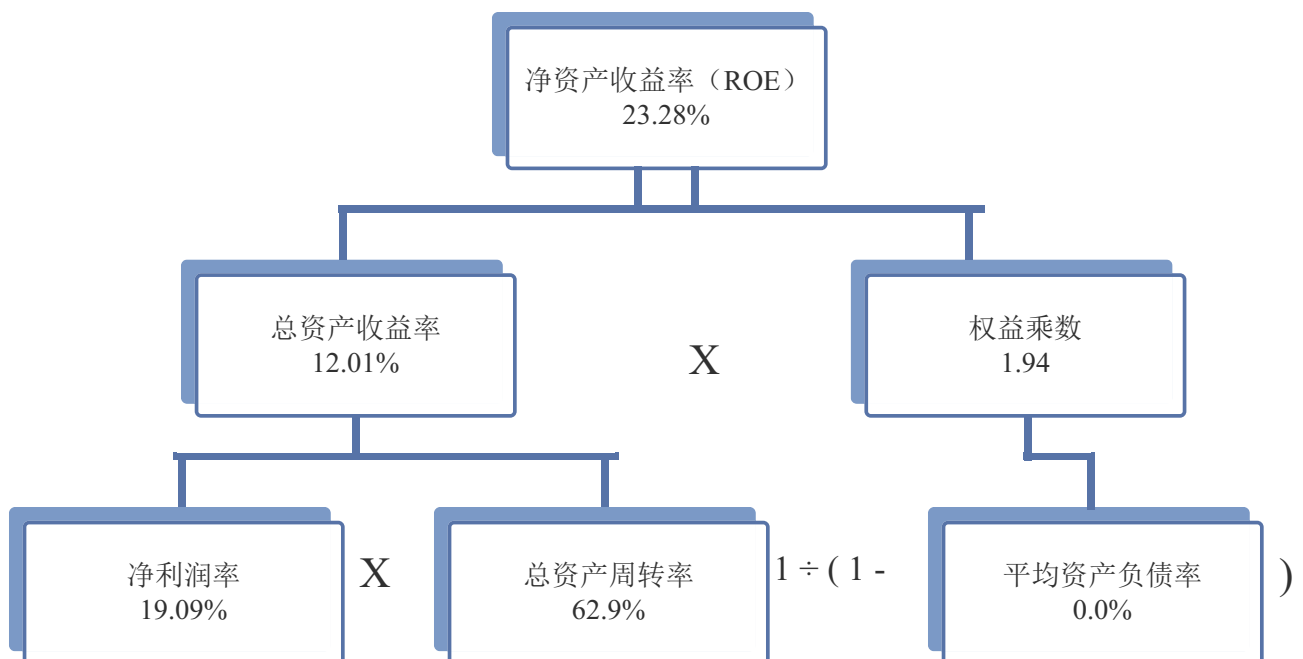 净资产收益率（ROE）
23.28%
总资产收益率
12.01%
X
权益乘数
1.94
净利润率
19.09%
X
总资产周转率
62.9%
1 ÷ ( 1 -
平均资产负债率
0.0%
)